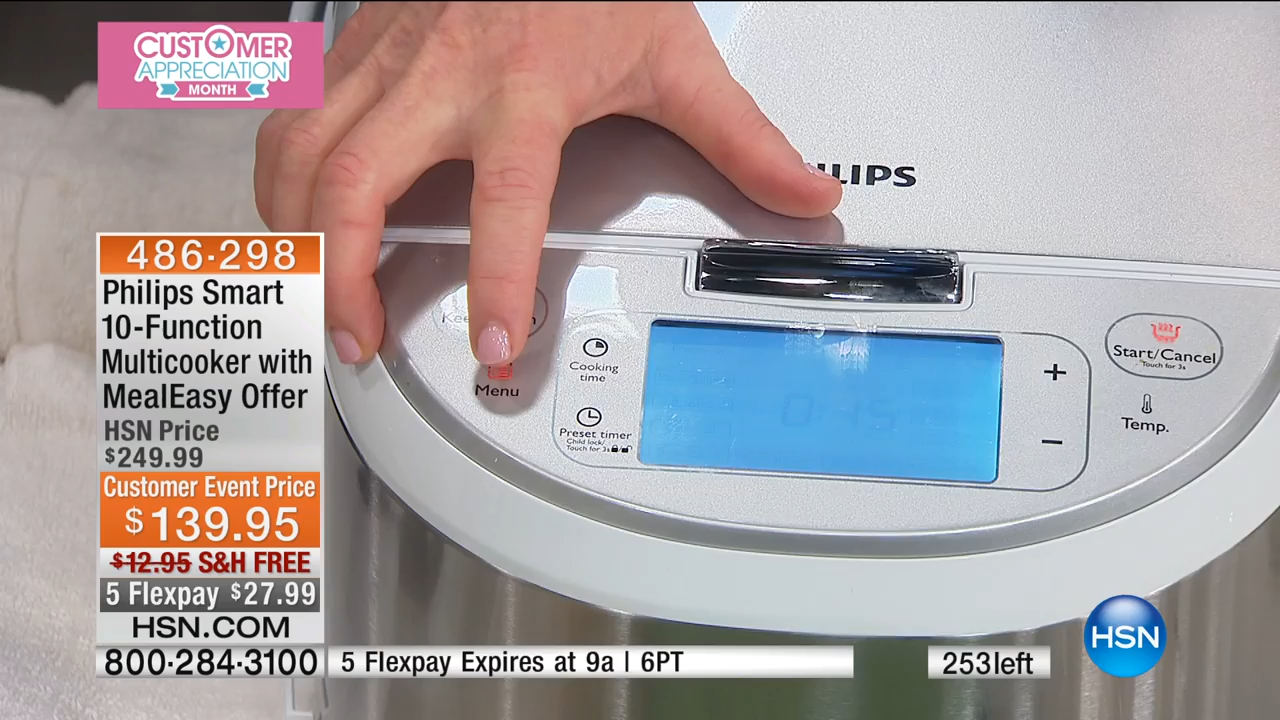 CUSTOMER
APPRECIATION
MONTH
486-298
Philips Smart
10-Function
Multicooker with
MealEasy Offer
HSN Price
$249.99
Customer Event Price
$139.95
$12.95 S&H FREE
5 Flexpay $27.99
HSN.COM
800·284·3100
5 Flexpay Expires at 9a | 6PT
253left
HSN
LIPS
Menu
Cooking
time
Preset timer
Child lock/
Touch for 3s
0:15
+
−
Start/Cancel
Touch for 3s
Temp.